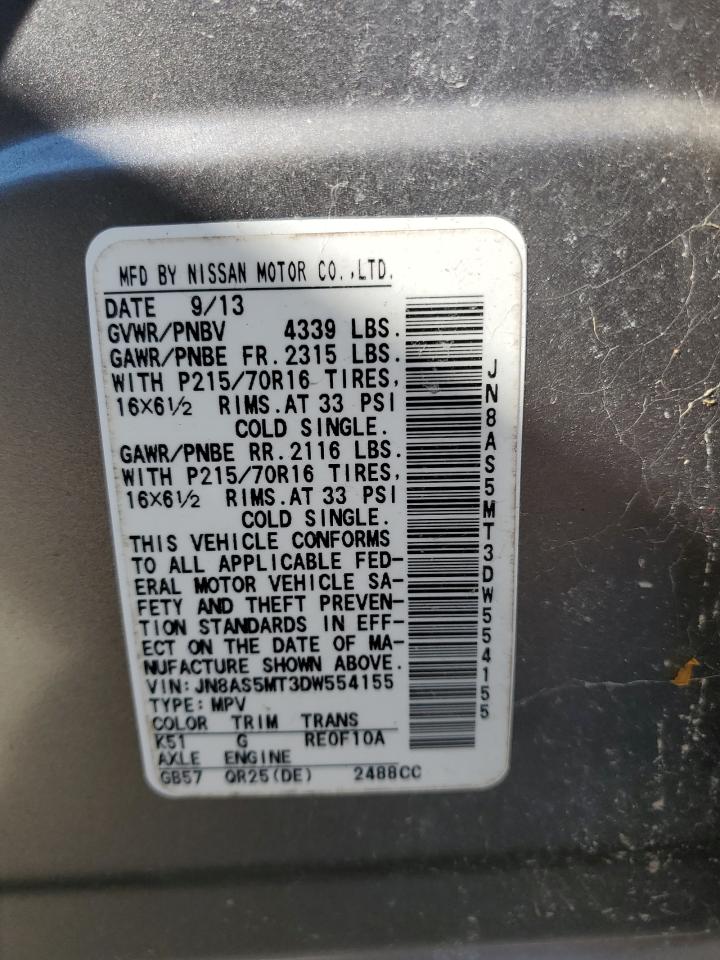 MFD BY NISSAN MOTOR CO.,LTD.
DATE 9/13
GVWR/PNBV 4339 LBS.
GAWR/PNBE FR. 2315 LBS.
WITH P215/70R16 TIRES,
16×6½ RIMS. AT 33 PSI
COLD SINGLE.
GAWR/PNBE RR. 2116 LBS.
WITH P215/70R16 TIRES,
16×6½ RIMS. AT 33 PSI
COLD SINGLE.
THIS VEHICLE CONFORMS
TO ALL APPLICABLE FED-
ERAL MOTOR VEHICLE SA-
FETY AND THEFT PREVEN-
TION STANDARDS IN EFF-
ECT ON THE DATE OF MA-
NUFACTURE SHOWN ABOVE.
VIN: JN8AS5MT3DW554155
TYPE: MPV
COLOR TRIM TRANS
K51 G RE0F10A
AXLE ENGINE
GB57 QR25(DE) 2488CC
JN8AS5MT3DW554155